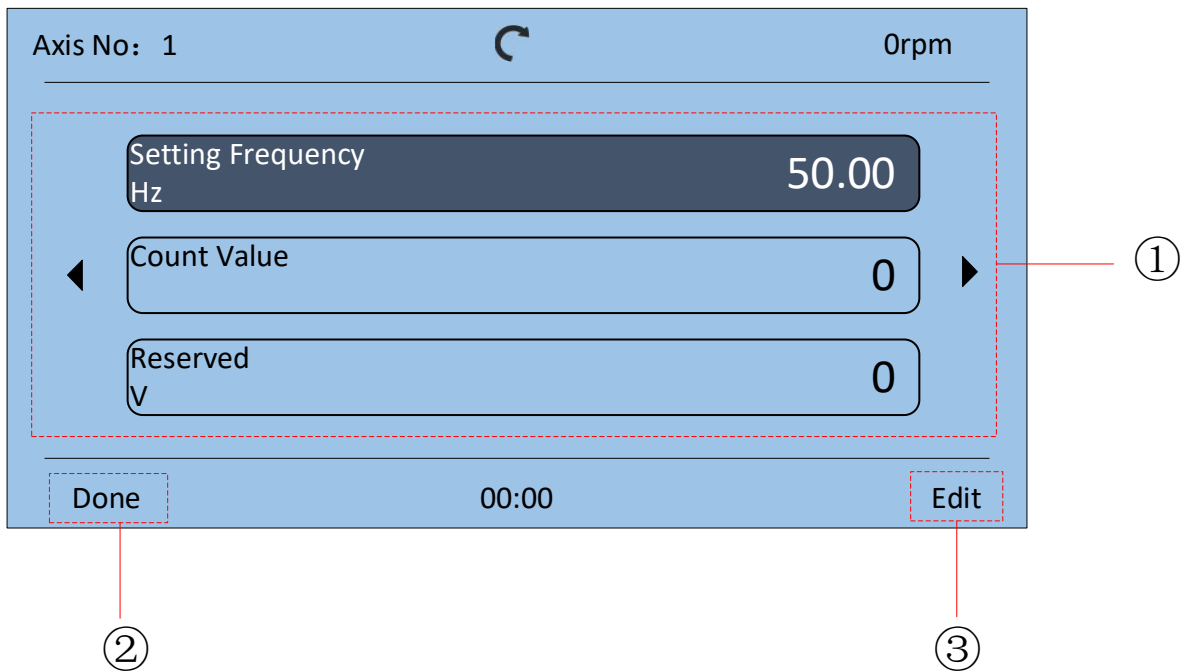 Axis No：1
0rpm
Setting Frequency
Hz
50.00
Count Value
0
Reserved
V
0
①
Done
00:00
Edit
②
③